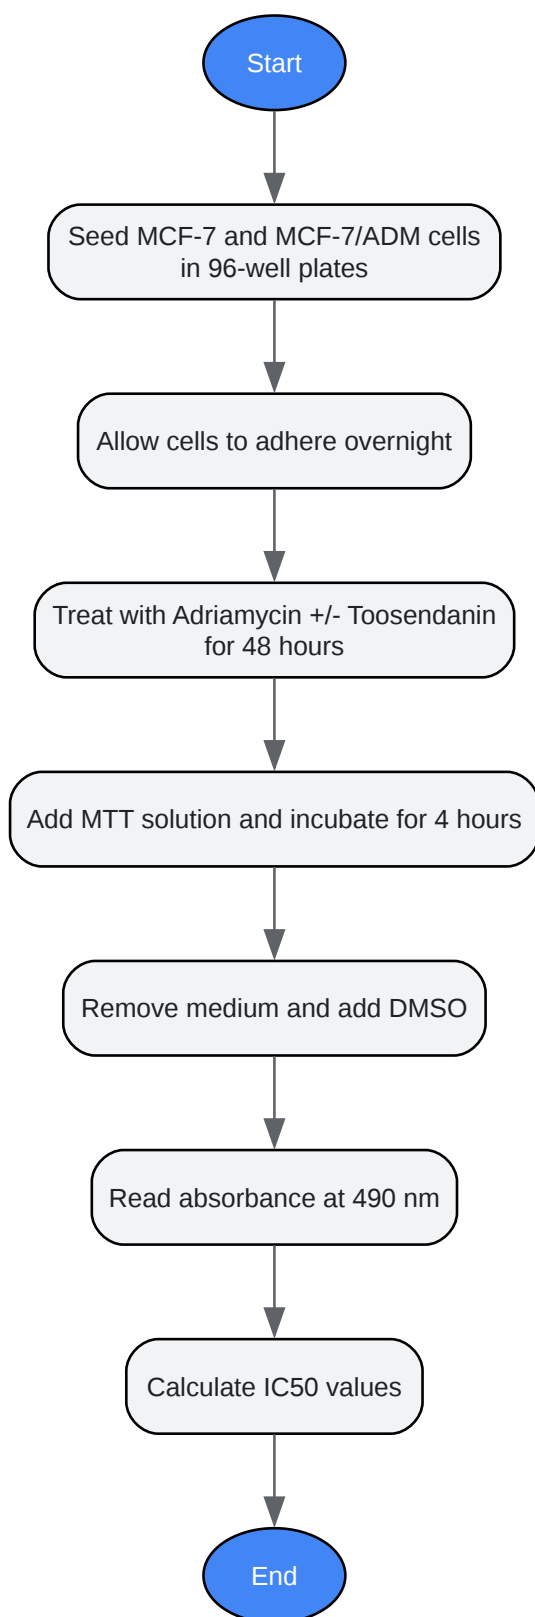 Start
Seed MCF-7 and MCF-7/ADM cells
in 96-well plates
Allow cells to adhere overnight
Treat with Adriamycin +/- Toosendanin
for 48 hours
Add MTT solution and incubate for 4 hours
Remove medium and add DMSO
Read absorbance at 490 nm
Calculate IC50 values
End